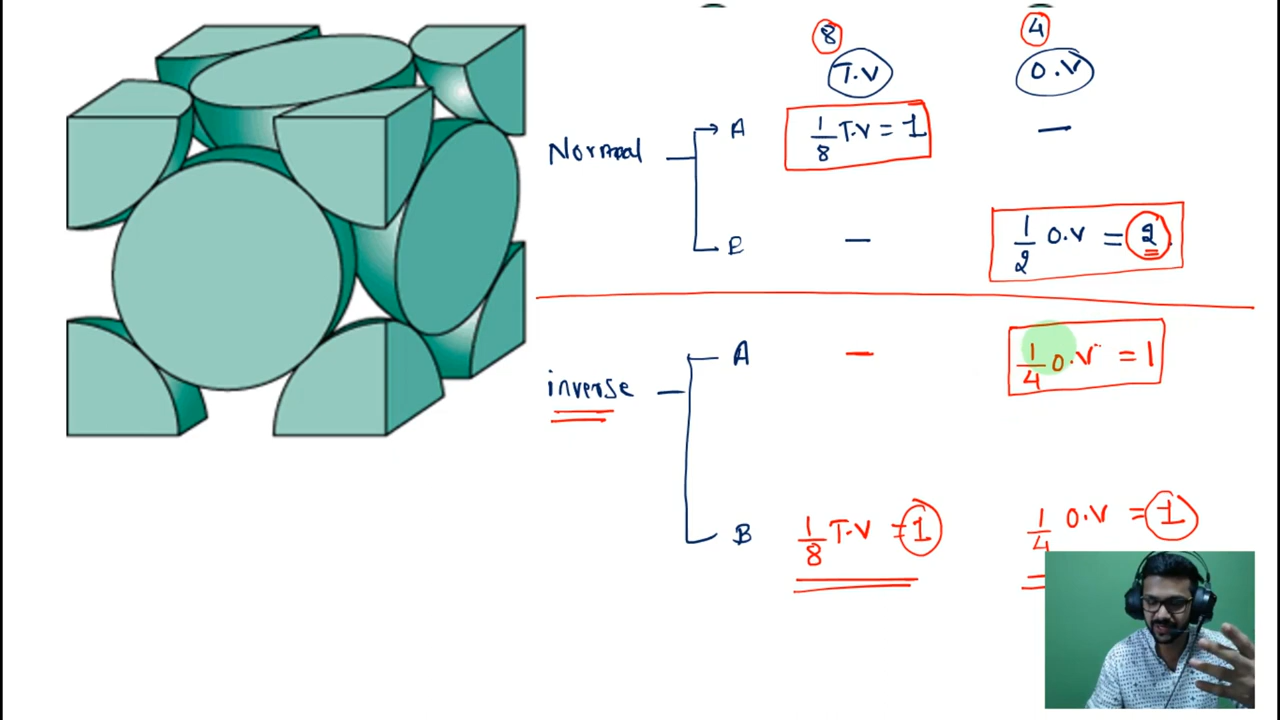 8 4
T.V O.V
Normal A 1/8 T.V = 1 —
B — 1/2 O.V = 2
inverse A — 1/4 O.V = 1
B 1/8 T.V = 1 1/4 O.V = 1